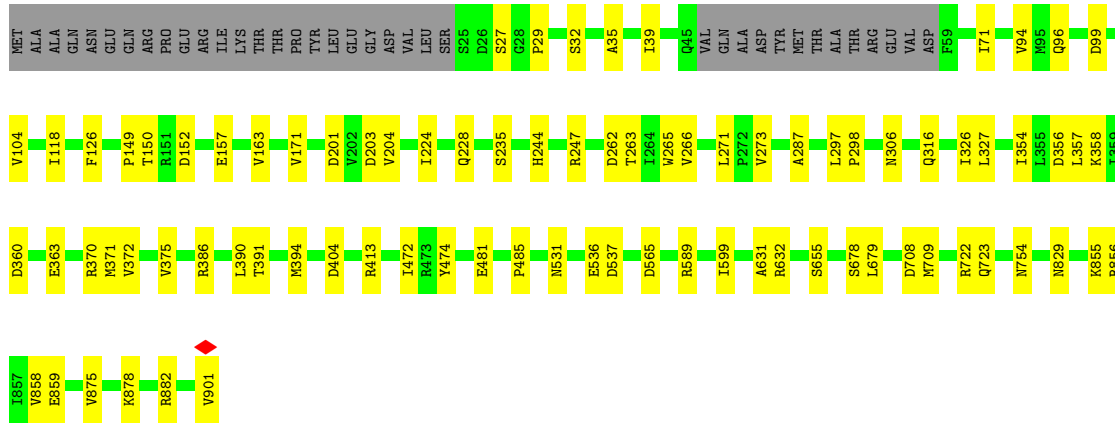 MET ALA ALA GLN ASN GLU GLU GLN ARG PRO GLU ARG ILE LYS THR THR PRO TYR LEU GLU GLY ASP VAL LEU SER S25 D26 S27 G28 P29 S32 A35 I39 Q45 VAL GLN ALA ASP TYR MET THR ALA THR ARG GLU VAL ASP F59 I71 V94 M95 Q96 D99
V104 I118 F126 P149 T150 R151 D152 E157 V163 V171 D201 V202 D203 V204 I224 Q228 S235 H244 R247 D262 T263 I264 W265 V266 L271 P272 V273 A287 L297 P298 N306 Q316 I326 L327 I354 L355 D356 L357 K358 I359
D360 E363 R370 M371 V372 V375 R386 L390 T391 M394 D404 R413 I472 R473 Y474 E481 P485 N531 E536 D537 D565 R589 I599 A631 R632 S655 S678 L679 D708 M709 R722 Q723 N754 N829 K855
I857 V858 E859 V875 K878 R882 V901